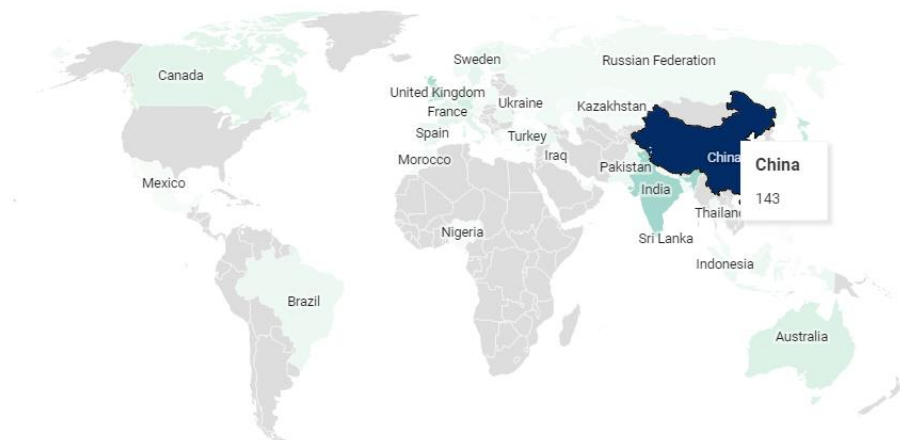 Sweden
Russian Federation
Canada
United Kingdom
Ukraine
Kazakhstan
France
Spain
Turkey
Iraq
China
China
143
Morocco
Pakistan
Mexico
India
Nigeria
Sri Lanka
Indonesia
Brazil
Australia